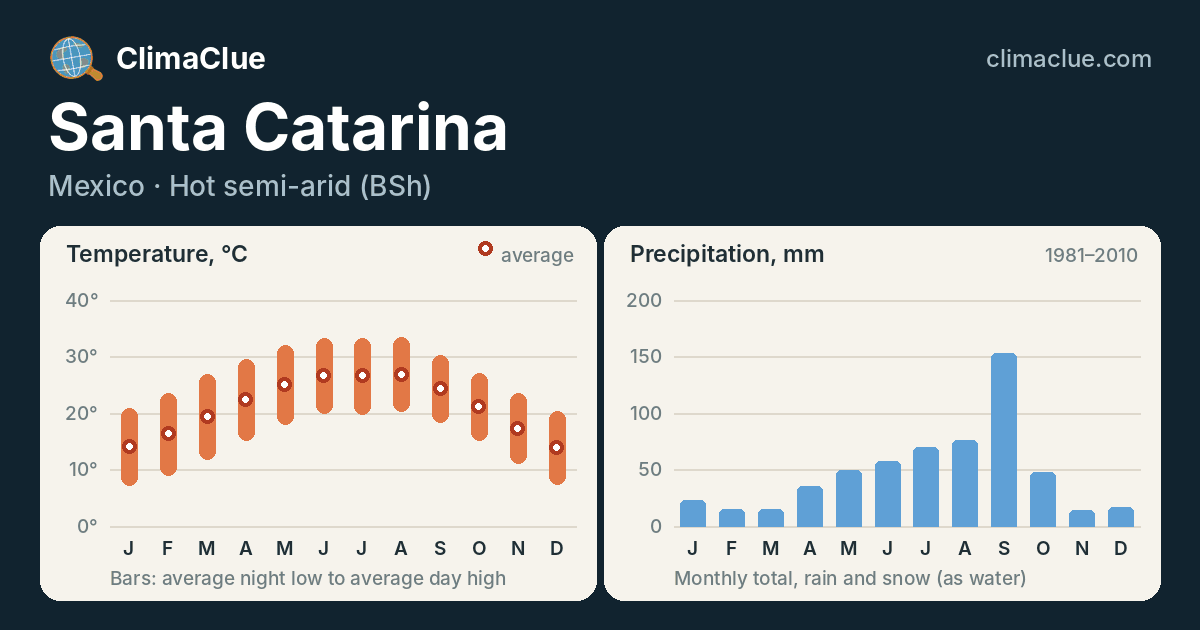 ClimaClue
climaclue.com
Santa Catarina
Mexico · Hot semi-arid (BSh)
Temperature, °C
average
40°
30°
20°
10°
0°
J F M A M J J A S O N D
Bars: average night low to average day high
Precipitation, mm
1981–2010
200
150
100
50
0
J F M A M J J A S O N D
Monthly total, rain and snow (as water)